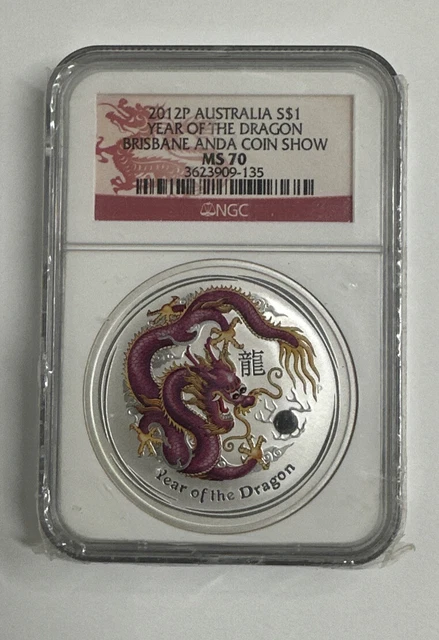 2012P AUSTRALIA S$1
YEAR OF THE DRAGON
BRISBANE ANDA COIN SHOW
MS 70
3623909-135
NGC
龍
Year of the Dragon